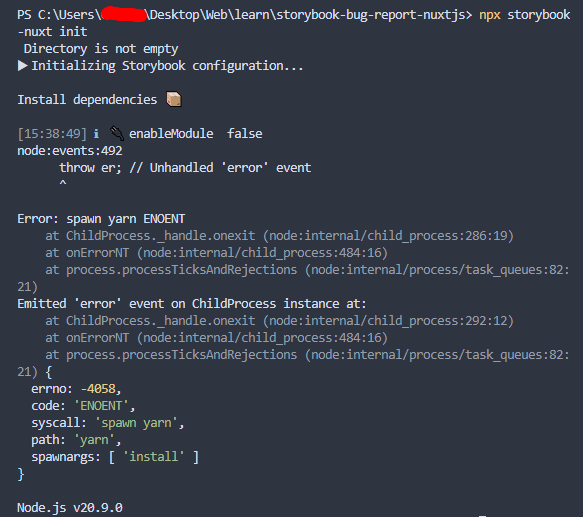 PS C:\Users\ \Desktop\Web\learn\storybook-bug-report-nuxtjs> npx storybook
-nuxt init
 Directory is not empty
▶ Initializing Storybook configuration...
Install dependencies 📦
[15:38:49] ℹ 🔌 enableModule  false
node:events:492
      throw er; // Unhandled 'error' event
      ^
Error: spawn yarn ENOENT
    at ChildProcess._handle.onexit (node:internal/child_process:286:19)
    at onErrorNT (node:internal/child_process:484:16)
    at process.processTicksAndRejections (node:internal/process/task_queues:82:
21)
Emitted 'error' event on ChildProcess instance at:
    at ChildProcess._handle.onexit (node:internal/child_process:292:12)
    at onErrorNT (node:internal/child_process:484:16)
    at process.processTicksAndRejections (node:internal/process/task_queues:82:
21) {
  errno: -4058,
  code: 'ENOENT',
  syscall: 'spawn yarn',
  path: 'yarn',
  spawnargs: [ 'install' ]
}
Node.js v20.9.0